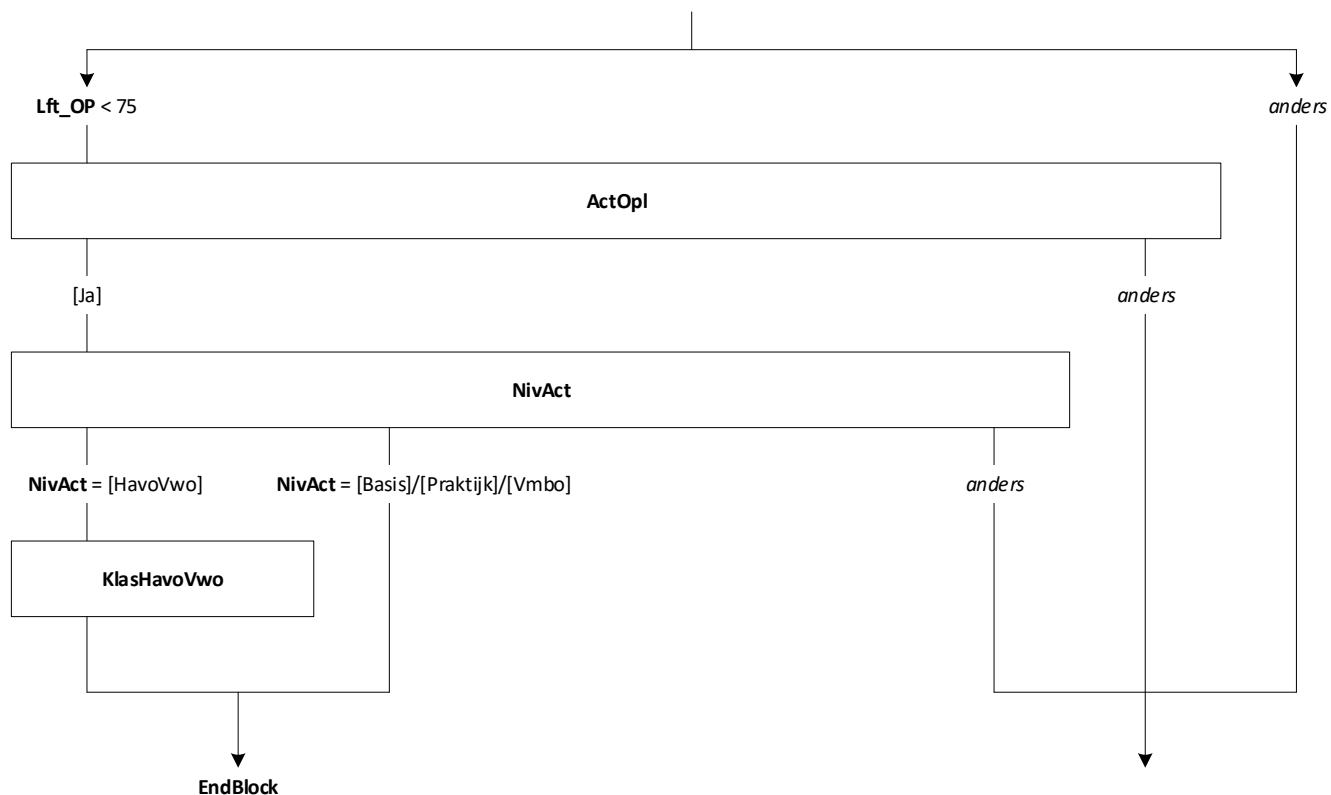 Lft_OP < 75
anders
ActOpl
[Ja]
anders
NivAct
NivAct = [HavoVwo]
NivAct = [Basis]/[Praktijk]/[Vmbo]
anders
KlasHavoVwo
EndBlock